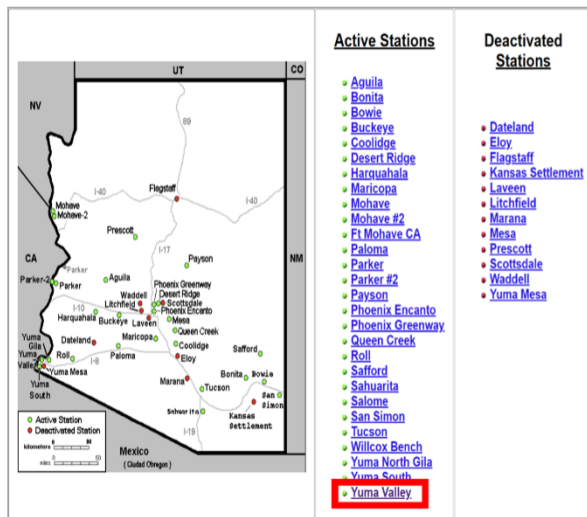 UT
CO
NV
89
I-40
Flagstaff
I-40
Mohave
Mohave-2
Prescott
I-17
CA
Payson
NM
Parker
Parker-2
Parker
Aguila
Phoenix Greenway
Desert Ridge
Waddell
Scottsdale
Litchfield
Phoenix Encanto
I-10
Harquahala
Buckeye
Laveen
Mesa
Queen Creek
Yuma
Gila
Dateland
Maricopa
Coolidge
Safford
Yuma
Valley
Roll
Paloma
Eloy
I-8
Yuma Mesa
Bonita
Bowie
Marana
Yuma
South
Tucson
San
Simon
Sahuarita
Kansas
Settlement
I-19
Active Station
Deactivated Station
kilometers
miles
Mexico
(Ciudad Obregon)
Active Stations
Aguila
Bonita
Bowie
Buckeye
Coolidge
Desert Ridge
Harquahala
Maricopa
Mohave
Mohave #2
Ft Mohave CA
Paloma
Parker
Parker #2
Payson
Phoenix Encanto
Phoenix Greenway
Queen Creek
Roll
Safford
Sahuarita
Salome
San Simon
Tucson
Willcox Bench
Yuma North Gila
Yuma South
Yuma Valley
Deactivated
Stations
Dateland
Eloy
Flagstaff
Kansas Settlement
Laveen
Litchfield
Marana
Mesa
Prescott
Scottsdale
Waddell
Yuma Mesa